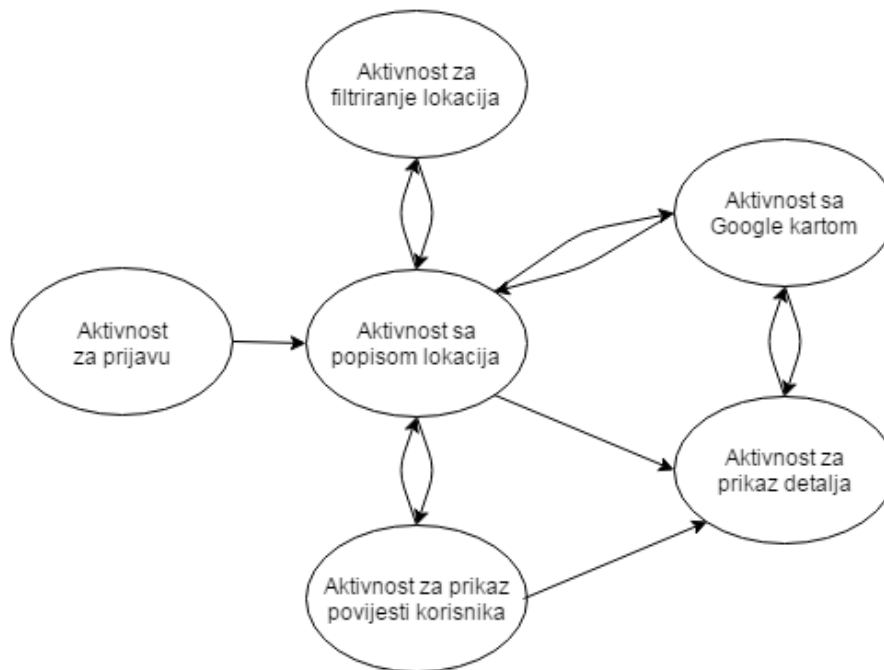 Aktivnost za
filtriranje lokacija
Aktivnost sa
Google kartom
Aktivnost
za prijavu
Aktivnost sa
popisom lokacija
Aktivnost za
prikaz detalja
Aktivnost za prikaz
povijesti korisnika